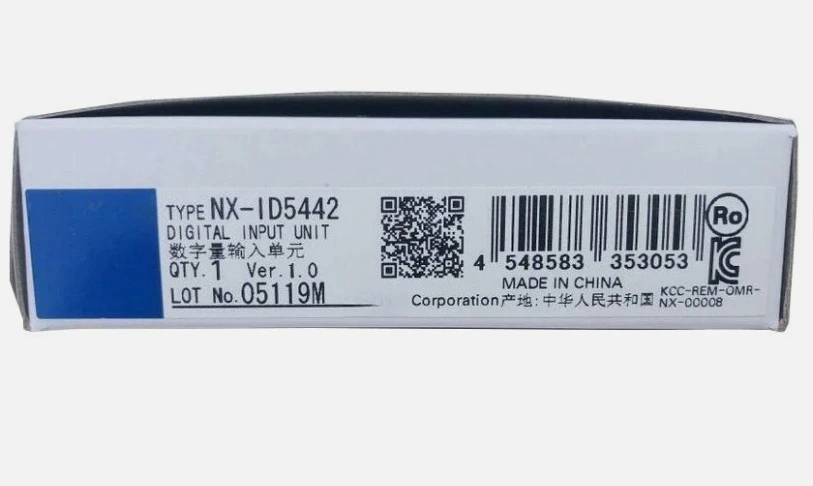 TYPE NX-ID5442
DIGITAL INPUT UNIT
数字量输入单元
QTY.1 Ver.1.0
LOT No.05119M
4 548583 353053
MADE IN CHINA
Corporation产地:中华人民共和国
Ro
KC
KCC-REM-OMR-
NX-00008